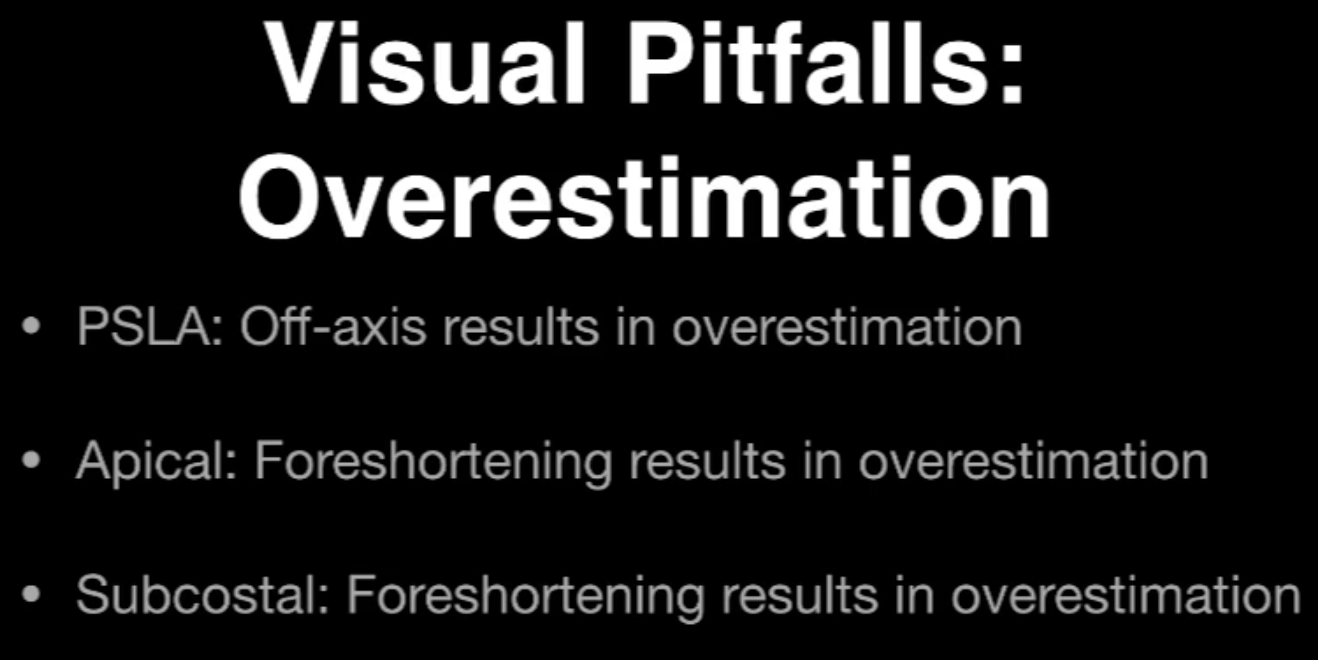 Visual Pitfalls:
Overestimation
• PSLA: Off-axis results in overestimation
• Apical: Foreshortening results in overestimation
• Subcostal: Foreshortening results in overestimation